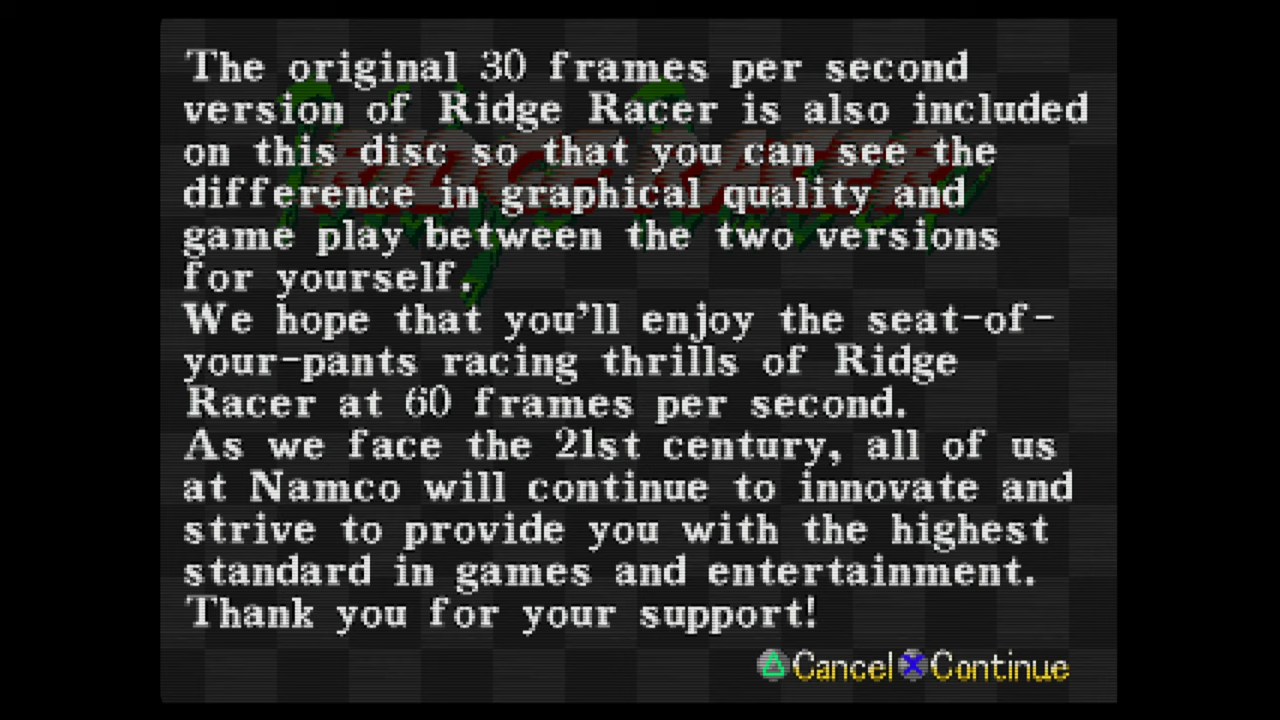 The original 30 frames per second
version of Ridge Racer is also included
on this disc so that you can see the
difference in graphical quality and
game play between the two versions
for yourself.
We hope that you'll enjoy the seat-of-
your-pants racing thrills of Ridge
Racer at 60 frames per second.
As we face the 21st century, all of us
at Namco will continue to innovate and
strive to provide you with the highest
standard in games and entertainment.
Thank you for your support!
Cancel Continue